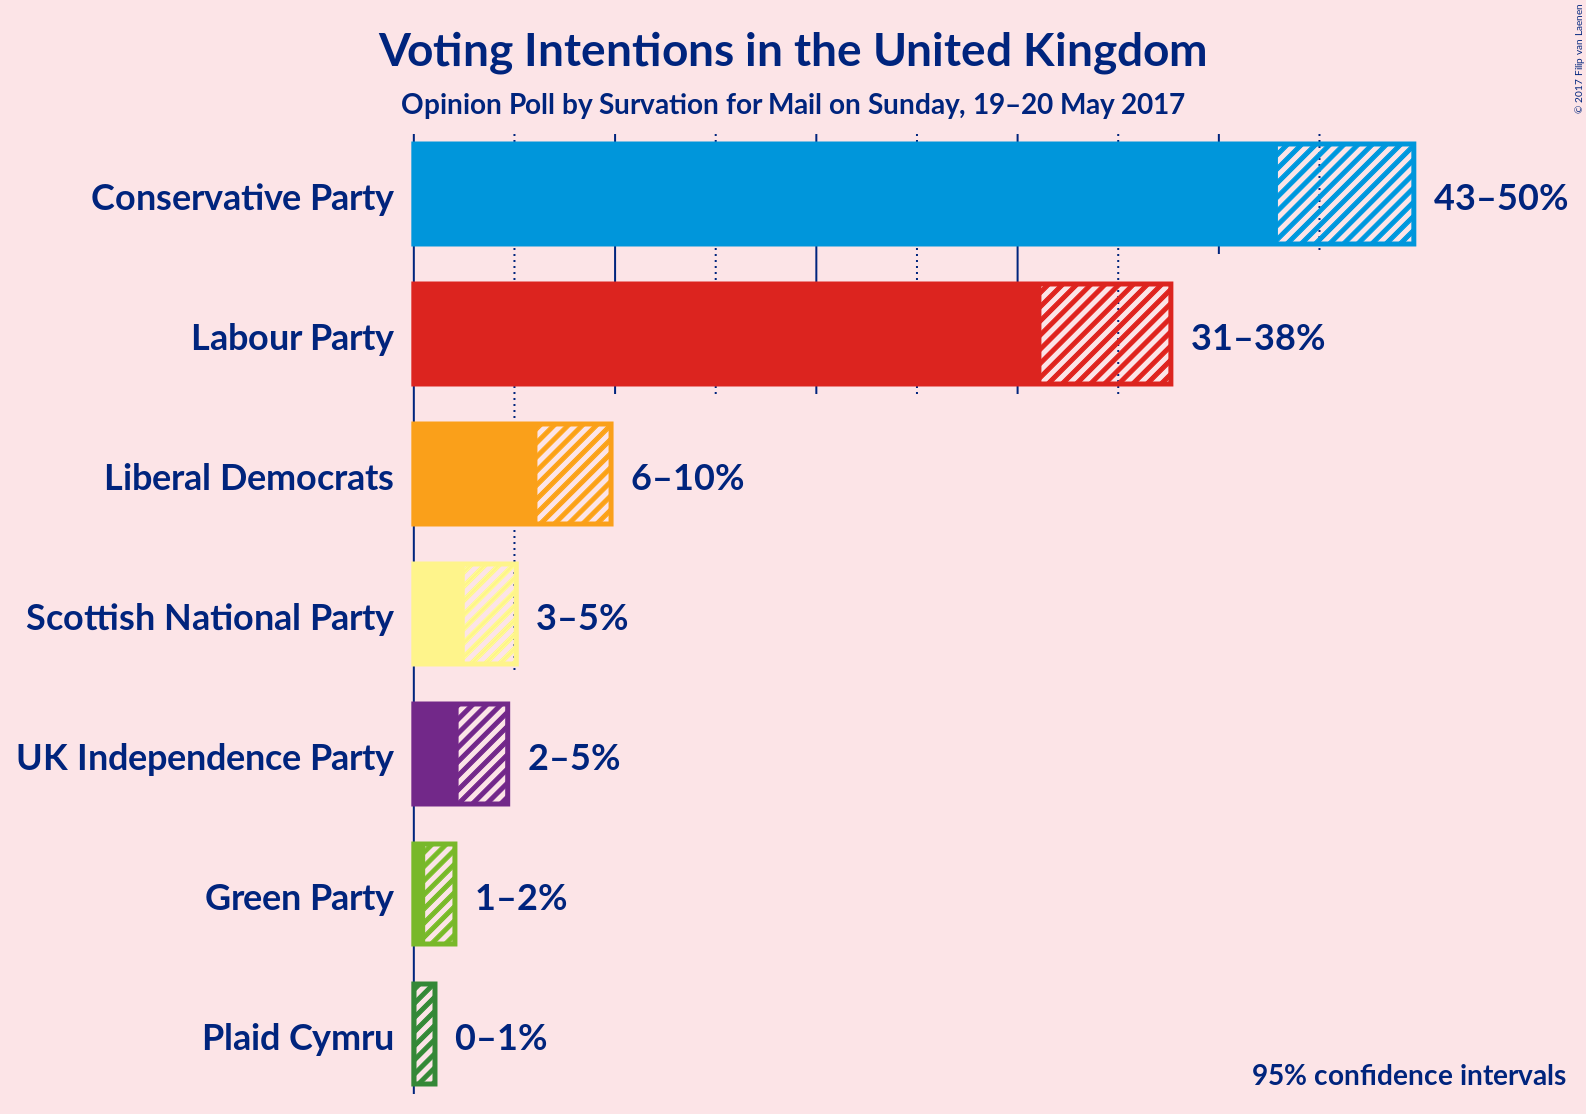 Voting Intentions in the United Kingdom
Opinion Poll by Survation for Mail on Sunday, 19–20 May 2017
© 2017 Filip van Laenen
Conservative Party 43–50%
Labour Party 31–38%
Liberal Democrats 6–10%
Scottish National Party 3–5%
UK Independence Party 2–5%
Green Party 1–2%
Plaid Cymru 0–1%
95% confidence intervals